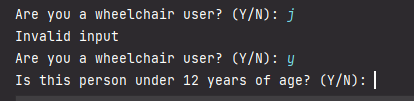 Are you a wheelchair user? (Y/N): j
Invalid input
Are you a wheelchair user? (Y/N): y
Is this person under 12 years of age? (Y/N):